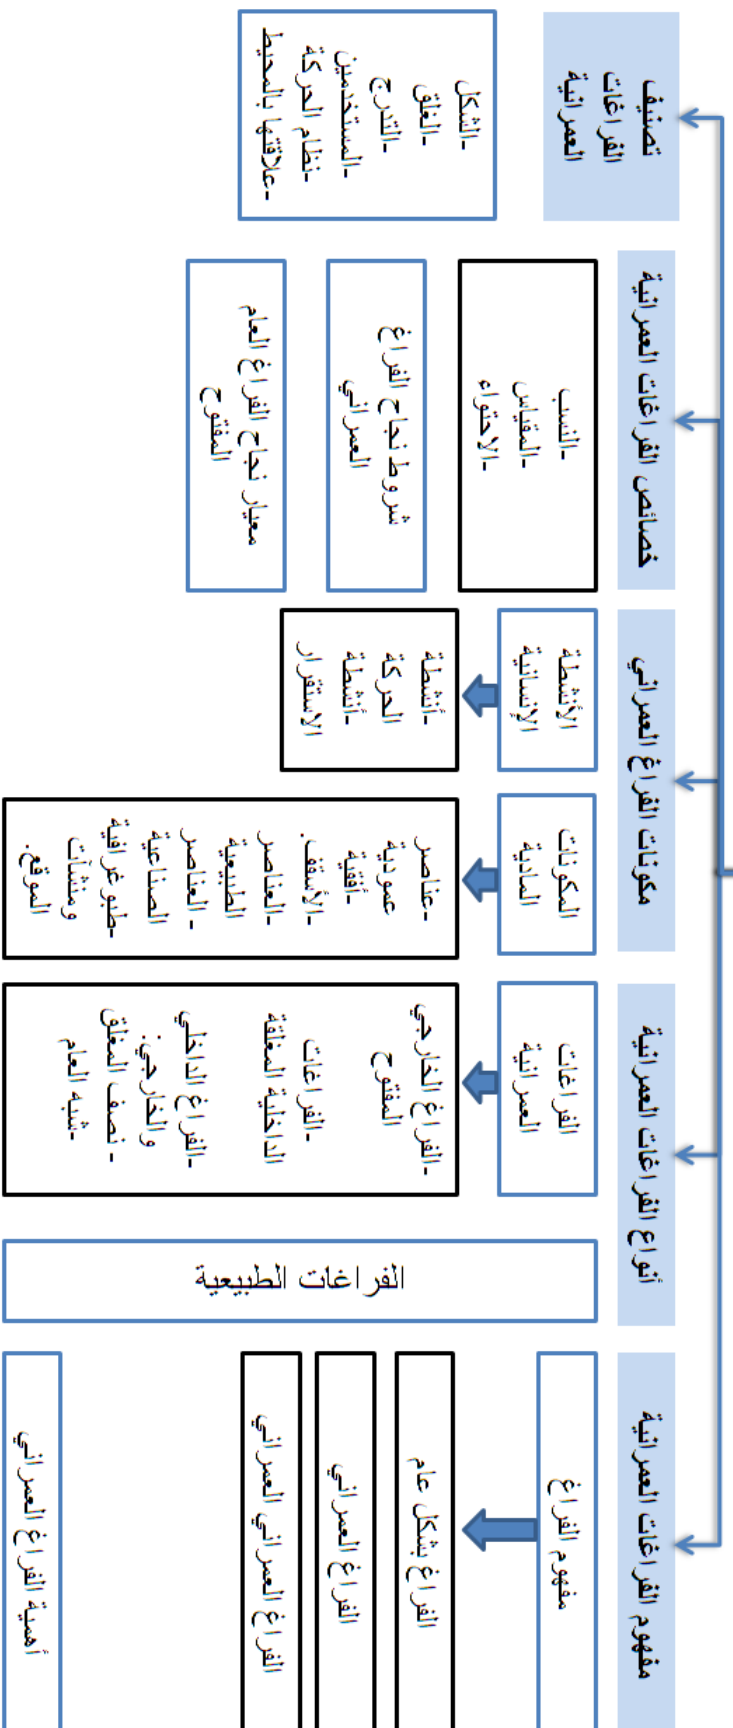 مفهوم الفراغات العمرانية
مفهوم الفراغ
الفراغ بشكل عام
الفراغ العمراني
الفراغ العمراني العمراني
أهمية الفراغ العمراني
أنواع الفراغات العمرانية
الفراغات
العمرانية
-الفراغ الخارجي
المفتوح
-الفراغات
الداخلية المغلقة
-الفراغ الداخلي
والخارجي:
- نصف المغلق
-شبه العام
الفراغات الطبيعية
مكونات الفراغ العمراني
المكونات
المادية
-عناصر
عمودية
-أفقية
-الأسقف.
-العناصر
الطبيعية
-العناصر
الصناعية
-طبوغرافية
ومنشآت
الموقع.
الأنشطة
الإنسانية
-أنشطة
الحركة
-أنشطة
الاستقرار
خصائص الفراغات العمرانية
-النسب
-المقياس
-الاحتواء
شروط نجاح الفراغ
العمراني
معيار نجاح الفراغ العام
المفتوح
تصنيف
الفراغات
العمرانية
-الشكل
-الغلق
-التدرج
-المستخدمين
-نظام الحركة
-علاقتها بالمحيط